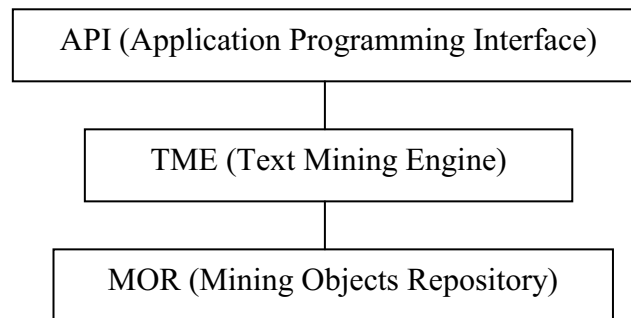 API (Application Programming Interface)
TME (Text Mining Engine)
MOR (Mining Objects Repository)